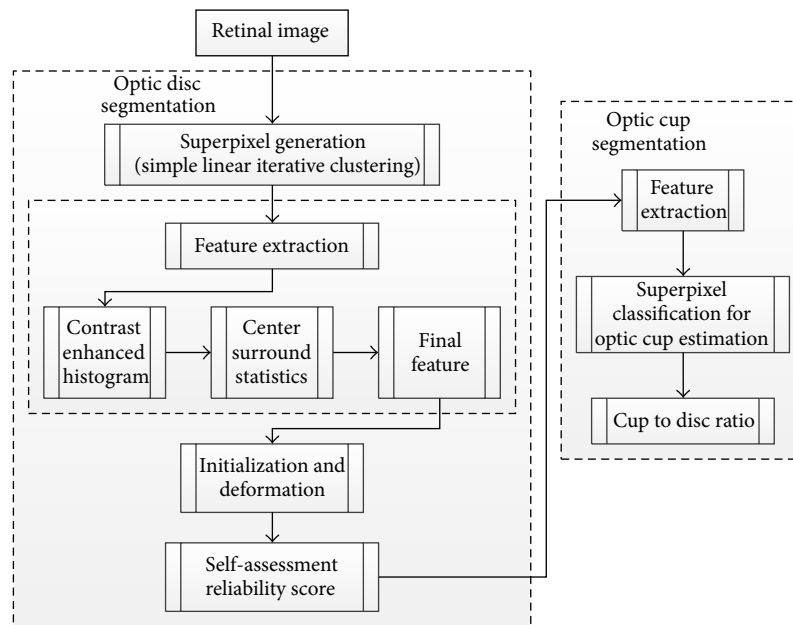 Retinal image
Optic disc
segmentation
Superpixel generation
(simple linear iterative clustering)
Feature extraction
Contrast
enhanced
histogram
Center
surround
statistics
Final
feature
Initialization and
deformation
Self-assessment
reliability score
Optic cup
segmentation
Feature
extraction
Superpixel
classification for
optic cup estimation
Cup to disc ratio